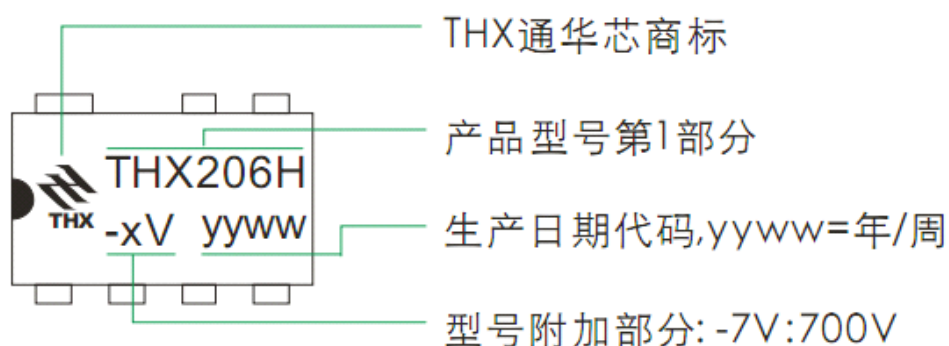 THX通华芯商标
产品型号第1部分
THX206H
THX
-xV yyww
生产日期代码,yyww=年/周
型号附加部分: -7V:700V